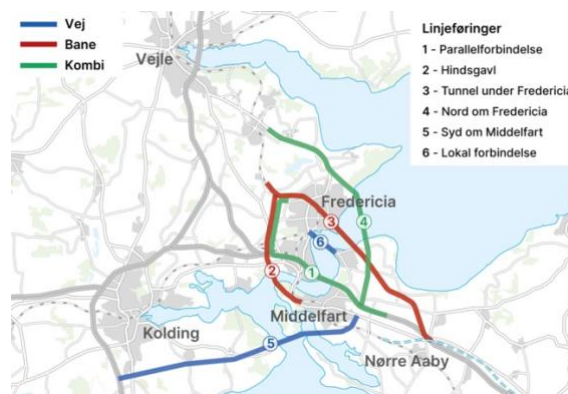 Vej
Bane
Kombi
Linjeføringer
1 - Parallelforbindelse
2 - Hindsgavl
3 - Tunnel under Fredericia
4 - Nord om Fredericia
5 - Syd om Middelfart
6 - Lokal forbindelse
Vejle
Fredericia
3
4
6
2
1
Middelfart
Kolding
5
Nørre Aaby